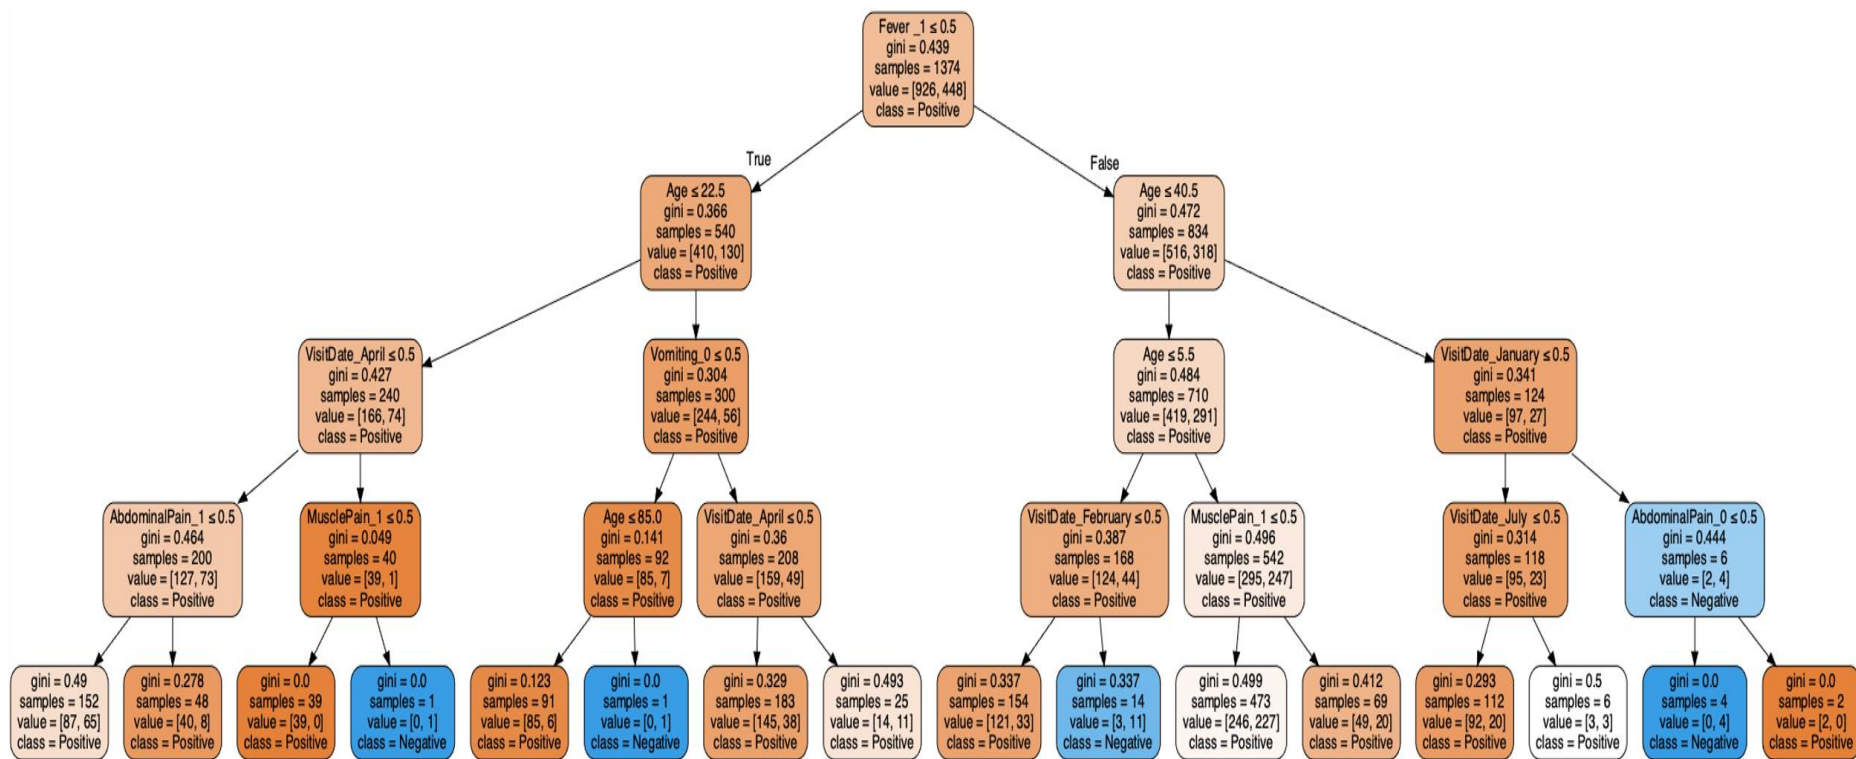 Fever _1 ≤ 0.5
gini = 0.439
samples = 1374
value = [926, 448]
class = Positive
True
False
Age ≤ 22.5
gini = 0.366
samples = 540
value = [410, 130]
class = Positive
Age ≤ 40.5
gini = 0.472
samples = 834
value = [516, 318]
class = Positive
VisitDate_April ≤ 0.5
gini = 0.427
samples = 240
value = [166, 74]
class = Positive
Vomiting_0 ≤ 0.5
gini = 0.304
samples = 300
value = [244, 56]
class = Positive
Age ≤ 5.5
gini = 0.484
samples = 710
value = [419, 291]
class = Positive
VisitDate_January ≤ 0.5
gini = 0.341
samples = 124
value = [97, 27]
class = Positive
AbdominalPain_1 ≤ 0.5
gini = 0.464
samples = 200
value = [127, 73]
class = Positive
MusclePain_1 ≤ 0.5
gini = 0.049
samples = 40
value = [39, 1]
class = Positive
Age ≤ 85.0
gini = 0.141
samples = 92
value = [85, 7]
class = Positive
VisitDate_April ≤ 0.5
gini = 0.36
samples = 208
value = [159, 49]
class = Positive
VisitDate_February ≤ 0.5
gini = 0.387
samples = 168
value = [124, 44]
class = Positive
MusclePain_1 ≤ 0.5
gini = 0.496
samples = 542
value = [295, 247]
class = Positive
VisitDate_July ≤ 0.5
gini = 0.314
samples = 118
value = [95, 23]
class = Positive
AbdominalPain_0 ≤ 0.5
gini = 0.444
samples = 6
value = [2, 4]
class = Negative
gini = 0.49
samples = 152
value = [87, 65]
class = Positive
gini = 0.278
samples = 48
value = [40, 8]
class = Positive
gini = 0.0
samples = 39
value = [39, 0]
class = Positive
gini = 0.0
samples = 1
value = [0, 1]
class = Negative
gini = 0.123
samples = 91
value = [85, 6]
class = Positive
gini = 0.0
samples = 1
value = [0, 1]
class = Negative
gini = 0.329
samples = 183
value = [145, 38]
class = Positive
gini = 0.493
samples = 25
value = [14, 11]
class = Positive
gini = 0.337
samples = 154
value = [121, 33]
class = Positive
gini = 0.337
samples = 14
value = [3, 11]
class = Negative
gini = 0.499
samples = 473
value = [246, 227]
class = Positive
gini = 0.412
samples = 69
value = [49, 20]
class = Positive
gini = 0.293
samples = 112
value = [92, 20]
class = Positive
gini = 0.5
samples = 6
value = [3, 3]
class = Positive
gini = 0.0
samples = 4
value = [0, 4]
class = Negative
gini = 0.0
samples = 2
value = [2, 0]
class = Positive